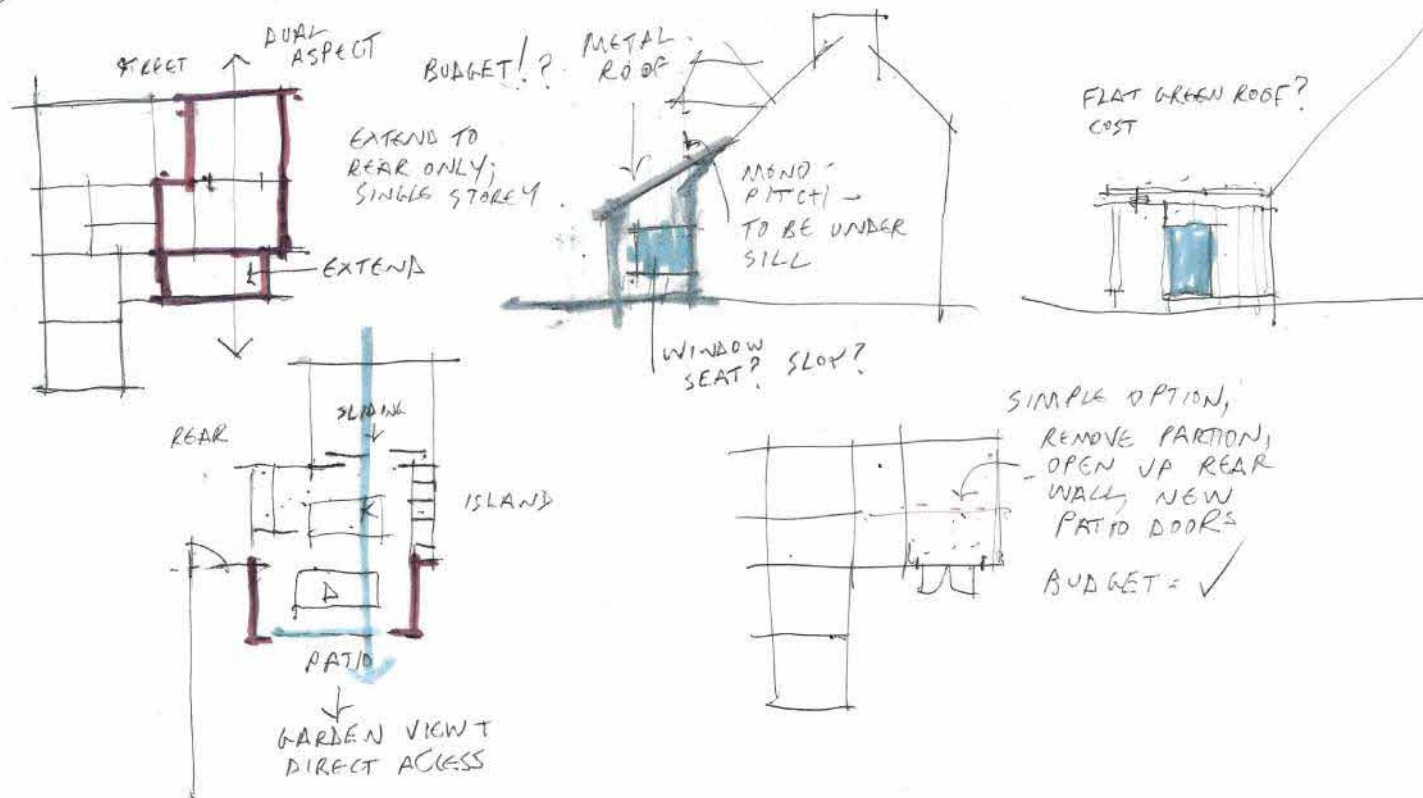 STREET
DUAL
ASPECT
BUDGET!?
METAL
ROOF
EXTEND TO
REAR ONLY;
SINGLE STOREY
EXTEND
MONO
PITCH -
TO BE UNDER
SILL
WINDOW
SEAT?
FLAT GREEN ROOF?
COST
REAR
SLIDING
ISLAND
K
D
PATIO
GARDEN VIEW +
DIRECT ACCESS
SIMPLE OPTION;
REMOVE PARTION,
OPEN UP REAR
WALL, NEW
PATIO DOORS
BUDGET = ✓